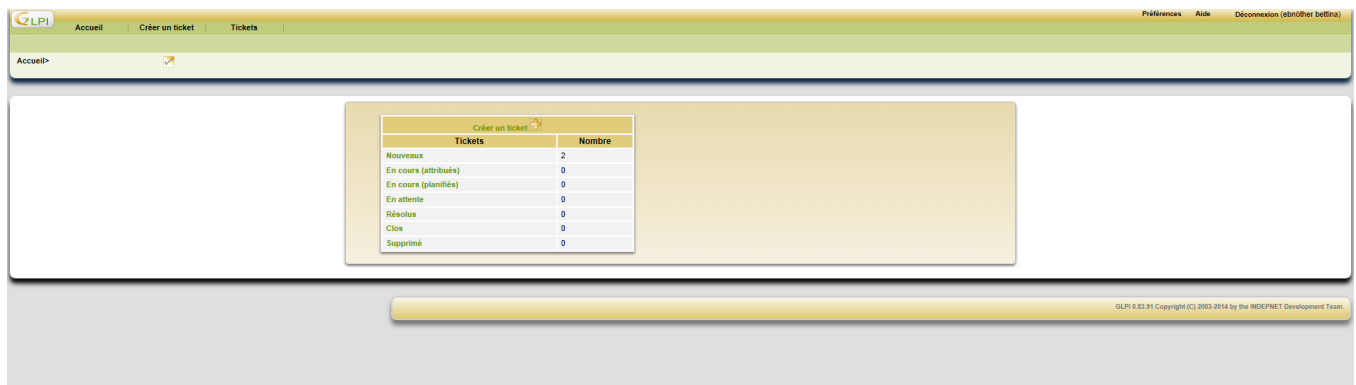 GLPI
Préférences Aide Déconnexion (ebnöther bettina)
Accueil Créer un ticket Tickets
Accueil>
Créer un ticket
Tickets Nombre
Nouveaux 2
En cours (attribués) 0
En cours (planifiés) 0
En attente 0
Résolus 0
Clos 0
Supprimé 0
GLPI 0.83.91 Copyright (C) 2003-2014 by the INDEPNET Development Team.